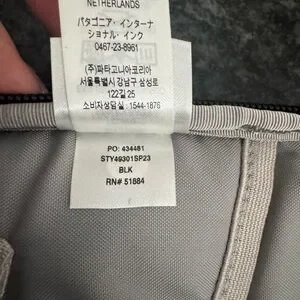 NETHERLANDS
パタゴニア・インターナ
ショナル・インク
0467-23-8961
(주)파타고니아코리아
서울특별시 강남구 삼성로
122길 25
소비자상담실 : 1544-1876
PO: 434481
STY49301SP23
BLK
RN# 51884